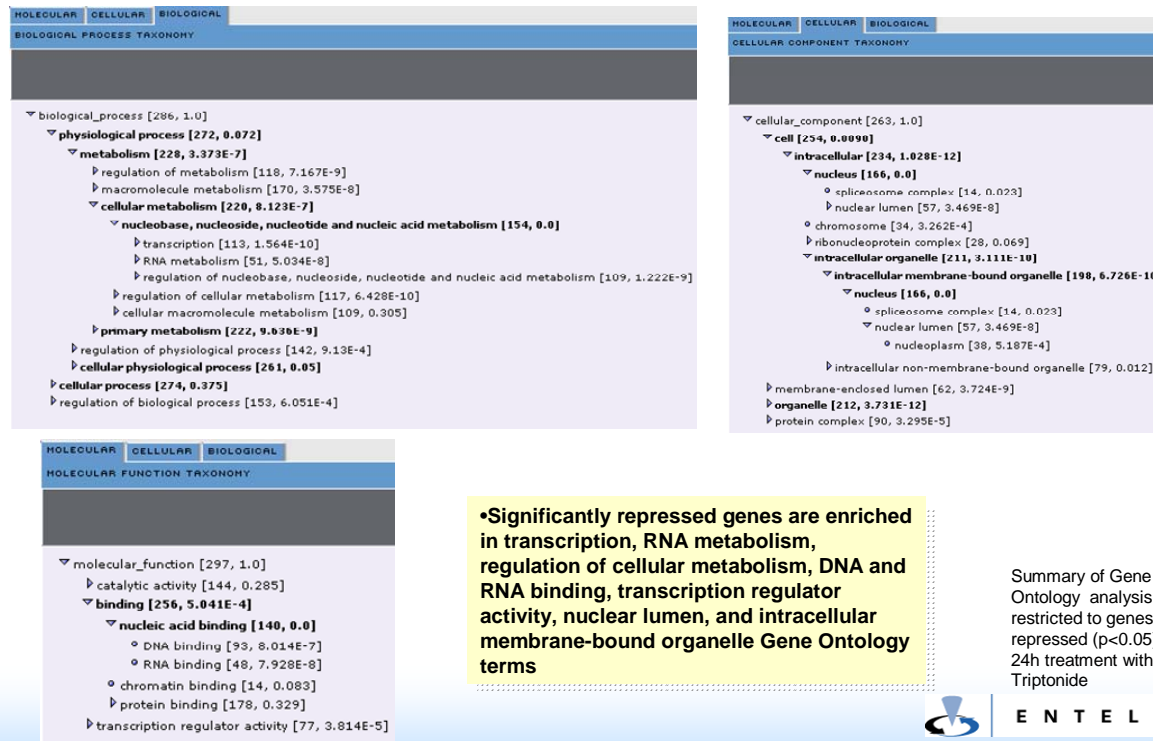 MOLECULAR CELLULAR BIOLOGICAL
BIOLOGICAL PROCESS TAXONOMY
biological_process [286, 1.0]
physiological process [272, 0.072]
metabolism [228, 3.373E-7]
regulation of metabolism [118, 7.167E-9]
macromolecule metabolism [170, 3.575E-8]
cellular metabolism [220, 8.123E-7]
nucleobase, nucleoside, nucleotide and nucleic acid metabolism [154, 0.0]
transcription [113, 1.564E-10]
RNA metabolism [51, 5.034E-8]
regulation of nucleobase, nucleoside, nucleotide and nucleic acid metabolism [109, 1.222E-9]
regulation of cellular metabolism [117, 6.428E-10]
cellular macromolecule metabolism [109, 0.305]
primary metabolism [222, 9.636E-9]
regulation of physiological process [142, 9.13E-4]
cellular physiological process [261, 0.05]
cellular process [274, 0.375]
regulation of biological process [153, 6.051E-4]
MOLECULAR CELLULAR BIOLOGICAL
CELLULAR COMPONENT TAXONOMY
cellular_component [263, 1.0]
cell [254, 0.0090]
intracellular [234, 1.028E-12]
nucleus [166, 0.0]
spliceosome complex [14, 0.023]
nuclear lumen [57, 3.469E-8]
chromosome [34, 3.262E-4]
ribonucleoprotein complex [28, 0.069]
intracellular organelle [211, 3.111E-10]
intracellular membrane-bound organelle [198, 6.726E-10
nucleus [166, 0.0]
spliceosome complex [14, 0.023]
nuclear lumen [57, 3.469E-8]
nucleoplasm [38, 5.187E-4]
intracellular non-membrane-bound organelle [79, 0.012]
membrane-enclosed lumen [62, 3.724E-9]
organelle [212, 3.731E-12]
protein complex [90, 3.295E-5]
MOLECULAR CELLULAR BIOLOGICAL
MOLECULAR FUNCTION TAXONOMY
molecular_function [297, 1.0]
catalytic activity [144, 0.285]
binding [256, 5.041E-4]
nucleic acid binding [140, 0.0]
DNA binding [93, 8.014E-7]
RNA binding [48, 7.928E-8]
chromatin binding [14, 0.083]
protein binding [178, 0.329]
transcription regulator activity [77, 3.814E-5]
•Significantly repressed genes are enriched
in transcription, RNA metabolism,
regulation of cellular metabolism, DNA and
RNA binding, transcription regulator
activity, nuclear lumen, and intracellular
membrane-bound organelle Gene Ontology
terms
Summary of Gene
Ontology analysis
restricted to genes
repressed (p<0.05)
24h treatment with
Triptonide
ENTEL